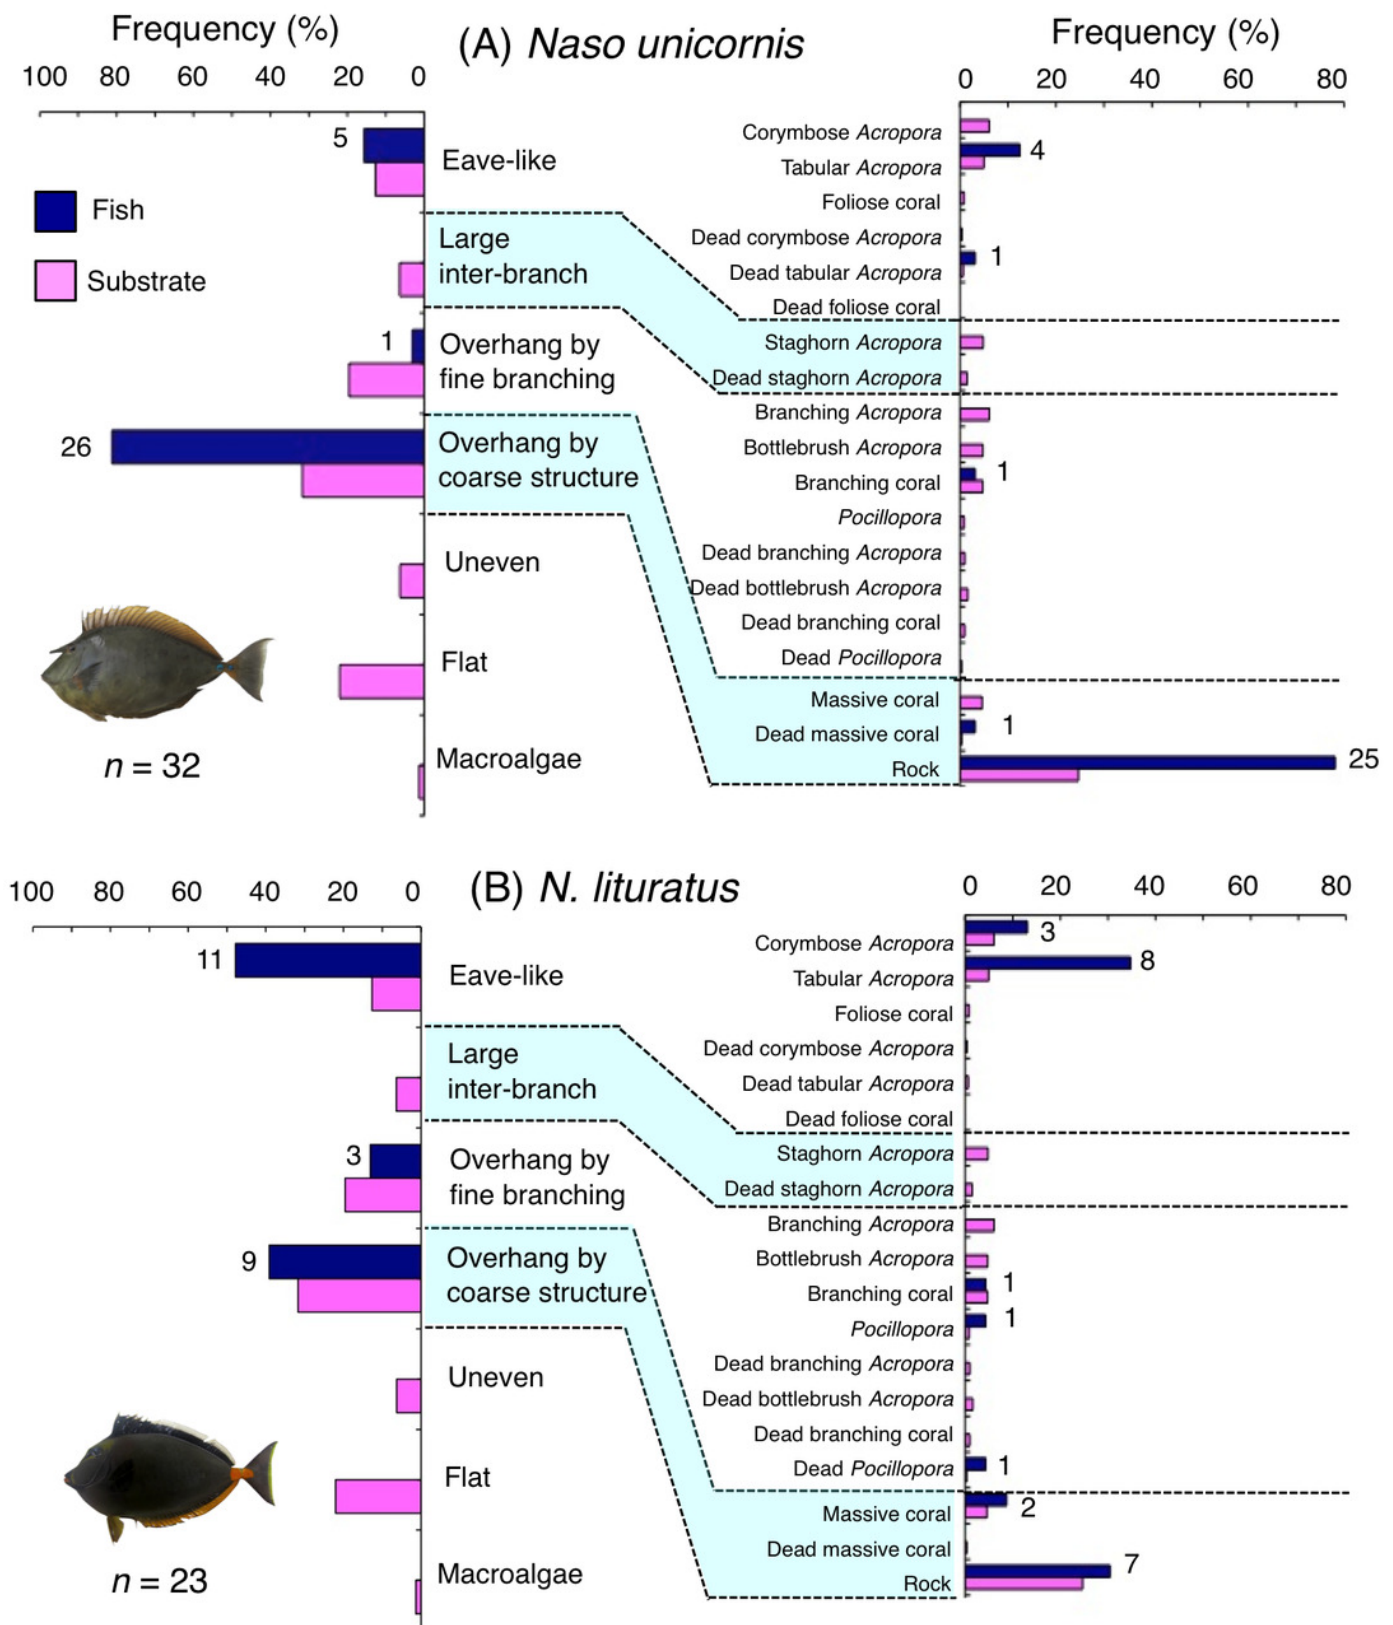 Frequency (%)
(A) Naso unicornis
Frequency (%)
100 80 60 40 20 0
0 20 40 60 80
Fish
Substrate
5
Eave-like
Large
inter-branch
1
Overhang by
fine branching
26
Overhang by
coarse structure
Uneven
Flat
Macroalgae
n = 32
Corymbose Acropora
Tabular Acropora
4
Foliose coral
Dead corymbose Acropora
Dead tabular Acropora
1
Dead foliose coral
Staghorn Acropora
Dead staghorn Acropora
Branching Acropora
Bottlebrush Acropora
Branching coral
1
Pocillopora
Dead branching Acropora
Dead bottlebrush Acropora
Dead branching coral
Dead Pocillopora
Massive coral
Dead massive coral
1
Rock
25
(B) N. lituratus
100 80 60 40 20 0
0 20 40 60 80
11
Eave-like
Large
inter-branch
3
Overhang by
fine branching
9
Overhang by
coarse structure
Uneven
Flat
Macroalgae
n = 23
Corymbose Acropora
3
Tabular Acropora
8
Foliose coral
Dead corymbose Acropora
Dead tabular Acropora
Dead foliose coral
Staghorn Acropora
Dead staghorn Acropora
Branching Acropora
Bottlebrush Acropora
Branching coral
1
Pocillopora
1
Dead branching Acropora
Dead bottlebrush Acropora
Dead branching coral
Dead Pocillopora
1
Massive coral
2
Dead massive coral
Rock
7